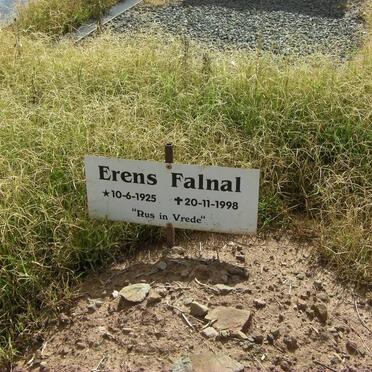 Erens Falnal
★10-6-1925 ✝20-11-1998
"Rus in Vrede"